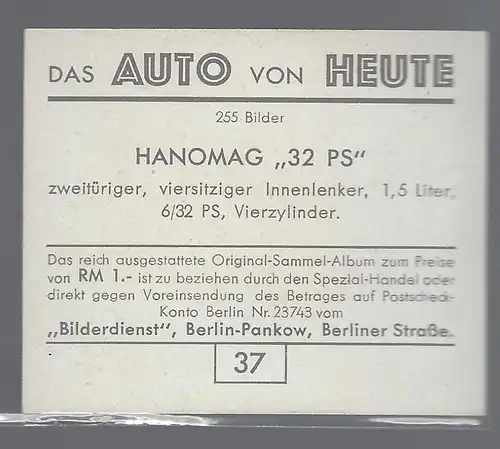 DAS AUTO VON HEUTE
255 Bilder
HANOMAG „32 PS"
zweitüriger, viersitziger Innenlenker, 1,5 Liter,
6/32 PS, Vierzylinder.
Das reich ausgestattete Original-Sammel-Album zum Preise
von RM 1.- ist zu beziehen durch den Spezial-Handel oder
direkt gegen Voreinsendung des Betrages auf Postscheck-
Konto Berlin Nr. 23743 vom
„Bilderdienst", Berlin-Pankow, Berliner Straße.
37